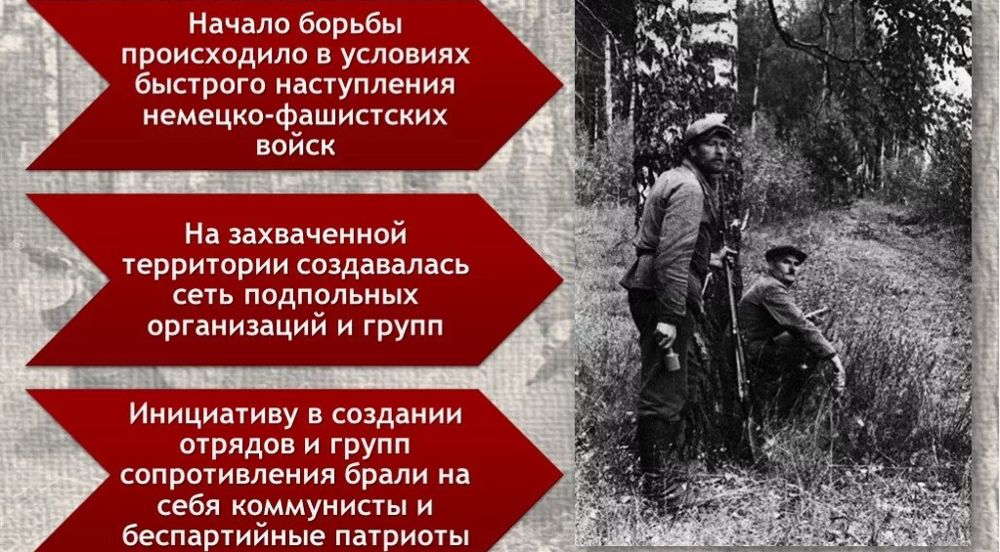 Начало борьбы
происходило в условиях
быстрого наступления
немецко-фашистских
войск
На захваченной
территории создавалась
сеть подпольных
организаций и групп
Инициативу в создании
отрядов и групп
сопротивления брали на
себя коммунисты и
беспартийные патриоты